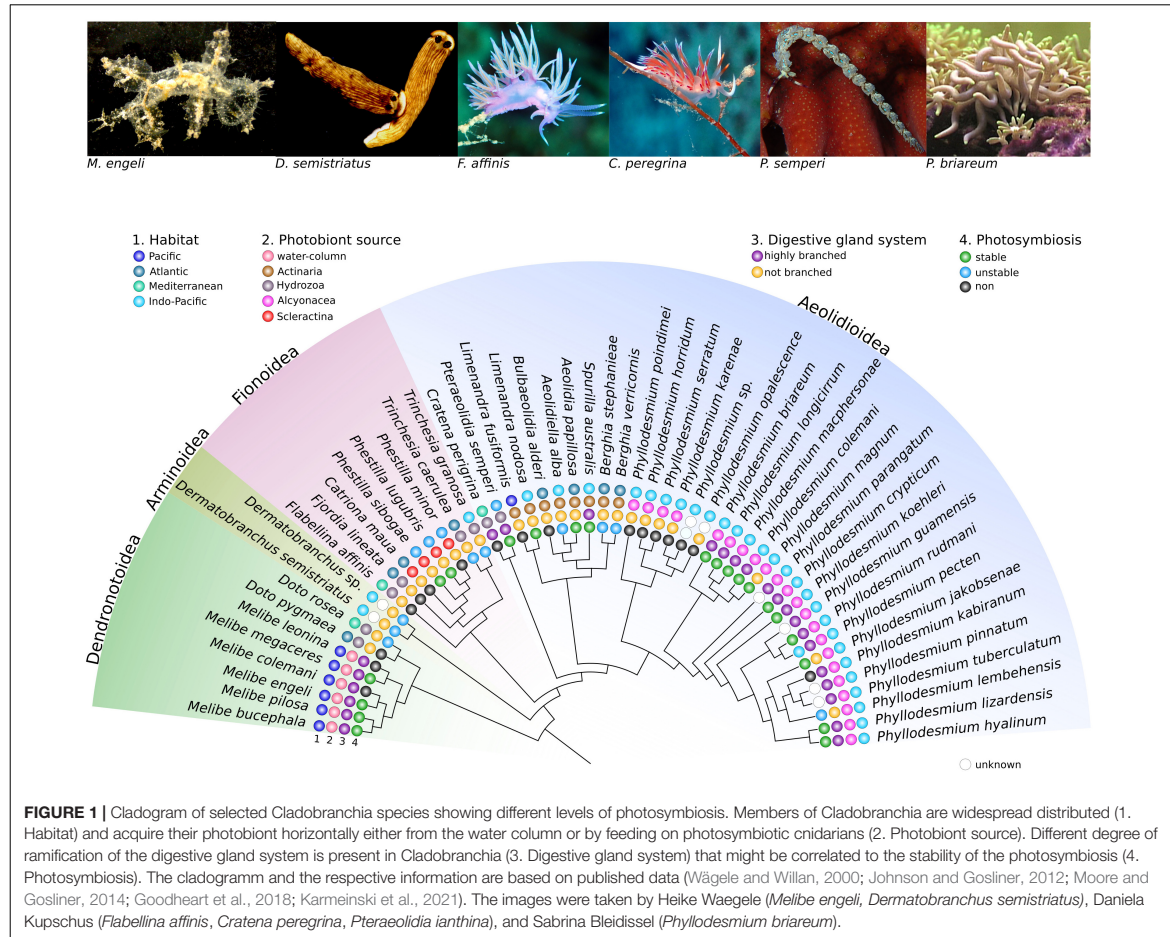 M. engeli
D. semistriatus
F. affinis
C. peregrina
P. semperi
P. briareum
1. Habitat
Pacific
Atlantic
Mediterranean
Indo-Pacific
2. Photobiont source
water-column
Actinaria
Hydrozoa
Alcyonacea
Scleractina
3. Digestive gland system
highly branched
not branched
4. Photosymbiosis
stable
unstable
non
Dendronotoidea
Arminoidea
Fionoidea
Aeolidioidea
Melibe bucephala
Melibe pilosa
Melibe engeli
Melibe colemani
Melibe megaceres
Melibe leonina
Doto pygmaea
Doto rosea
Dermatobranchus semistriatus
Dermatobranchus sp.
Flabellina affinis
Fiorvila lineata
Catriona maua
Phestilla sibogae
Phestilla lugubris
Phestilla minor
Trinchesia caerulea
Trinchesia granosa
Cratena perigrina
Pteraeolidia semperi
Limenandra fusiformis
Limenandra nodosa
Bulbaeolidia alderi
Aeolidiella alba
Aeolidia papillosa
Spurilla australis
Berghia stephanieae
Berghia verricornis
Phyllodesmium poindimei
Phyllodesmium horridum
Phyllodesmium serratum
Phyllodesmium karenae
Phyllodesmium sp.
Phyllodesmium opalescence
Phyllodesmium briareum
Phyllodesmium longicirrum
Phyllodesmium macphersonae
Phyllodesmium colemani
Phyllodesmium magnum
Phyllodesmium parangatum
Phyllodesmium crypticum
Phyllodesmium koehleri
Phyllodesmium guamensis
Phyllodesmium rudmani
Phyllodesmium pecten
Phyllodesmium jakobsenae
Phyllodesmium kabiranum
Phyllodesmium pinnatum
Phyllodesmium tuberculatum
Phyllodesmium lembehensis
Phyllodesmium lizardensis
Phyllodesmium hyalinum
1 2 3 4
unknown
FIGURE 1 | Cladogram of selected Cladobranchia species showing different levels of photosymbiosis. Members of Cladobranchia are widespread distributed (1.
Habitat) and acquire their photobiont horizontally either from the water column or by feeding on photosymbiotic cnidarians (2. Photobiont source). Different degree of
ramification of the digestive gland system is present in Cladobranchia (3. Digestive gland system) that might be correlated to the stability of the photosymbiosis (4.
Photosymbiosis). The cladogramm and the respective information are based on published data (Wägele and Willan, 2000; Johnson and Gosliner, 2012; Moore and
Gosliner, 2014; Goodheart et al., 2018; Karmeinski et al., 2021). The images were taken by Heike Waegele (Melibe engeli, Dermatobranchus semistriatus), Daniela
Kupschus (Flabellina affinis, Cratena peregrina, Pteraeolidia ianthina), and Sabrina Bleidissel (Phyllodesmium briareum).